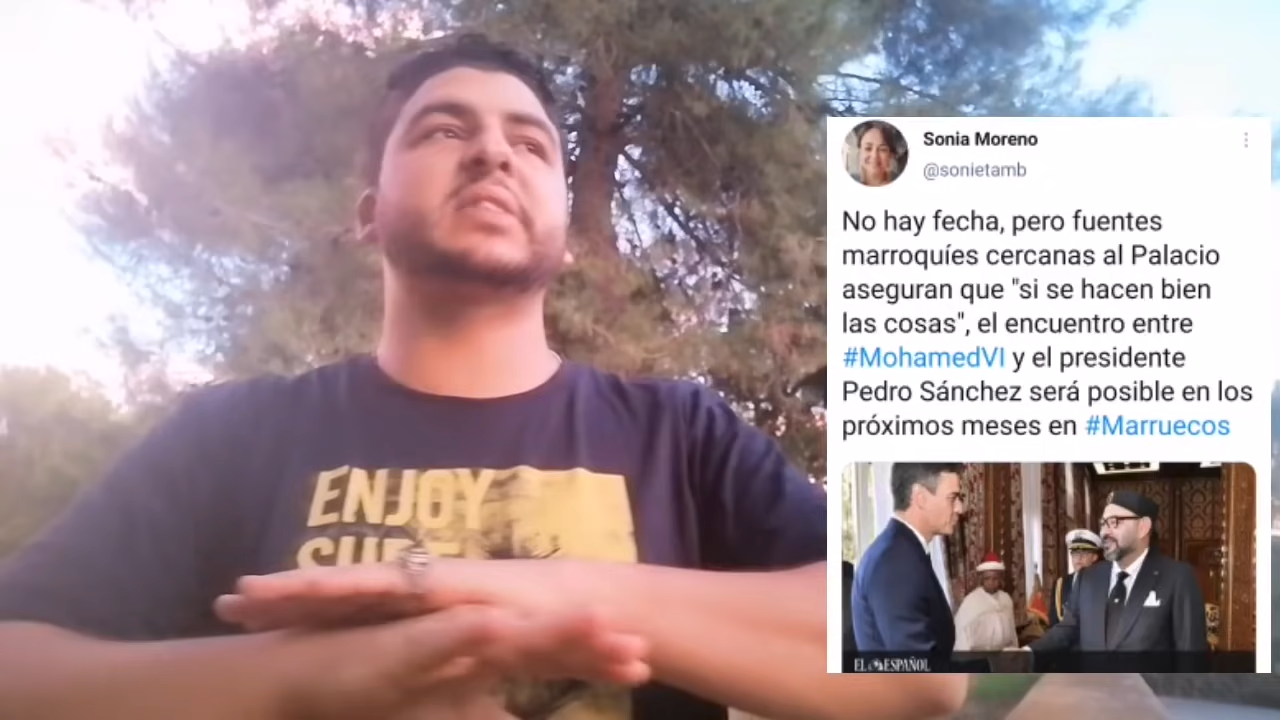 ENJOY
Sonia Moreno
@sonietamb
No hay fecha, pero fuentes
marroquíes cercanas al Palacio
aseguran que "si se hacen bien
las cosas", el encuentro entre
#MohamedVI y el presidente
Pedro Sánchez será posible en los
próximos meses en #Marruecos
EL ESPAÑOL